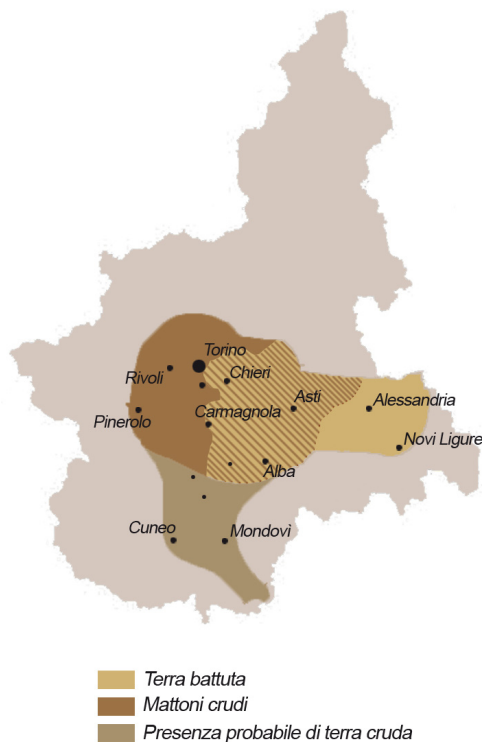 Torino
Chieri
Rivoli
Asti
Pinerolo
Carmagnola
Alessandria
Novi Ligure
Alba
Cuneo
Mondovì
Terra battuta
Mattoni crudi
Presenza probabile di terra cruda